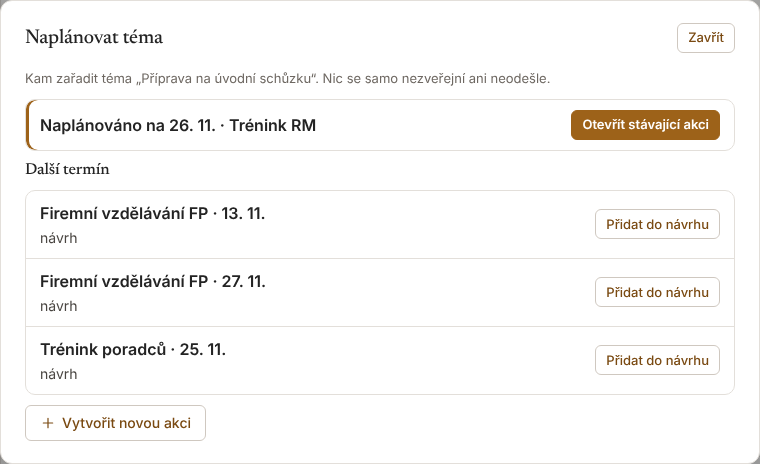 Naplánovat téma
Zavřít
Kam zařadit téma „Příprava na úvodní schůzku“. Nic se samo nezveřejní ani neodešle.
Naplánováno na 26. 11. · Trénink RM
Otevřít stávající akci
Další termín
Firemní vzdělávání FP · 13. 11.
návrh
Přidat do návrhu
Firemní vzdělávání FP · 27. 11.
návrh
Přidat do návrhu
Trénink poradců · 25. 11.
návrh
Přidat do návrhu
+ Vytvořit novou akci